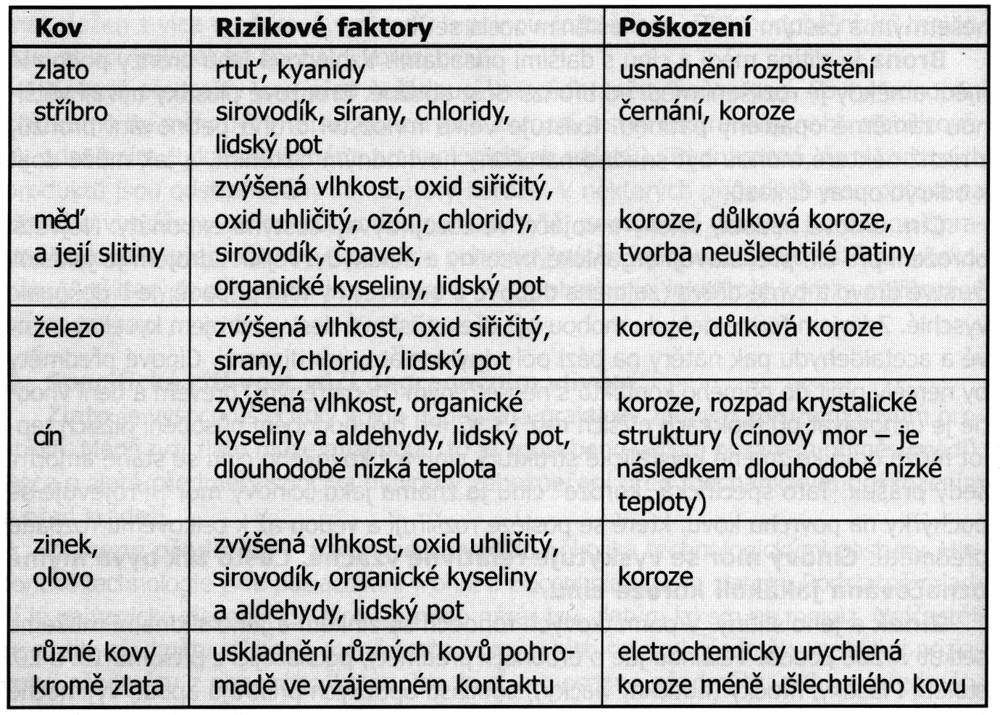 Kov Rizikové faktory Poškození
zlato rtuť, kyanidy usnadnění rozpouštění
stříbro sirovodík, sírany, chloridy, černání, koroze
lidský pot
zvýšená vlhkost, oxid siřičitý,
měď oxid uhličitý, ozón, chloridy, koroze, důlková koroze,
a její slitiny sirovodík, čpavek, tvorba neušlechtilé patiny
organické kyseliny, lidský pot
železo zvýšená vlhkost, oxid siřičitý, koroze, důlková koroze
sírany, chloridy, lidský pot
zvýšená vlhkost, organické koroze, rozpad krystalické
cín kyseliny a aldehydy, lidský pot, struktury (cínový mor – je
dlouhodobě nízká teplota následkem dlouhodobě nízké
teploty)
zinek, zvýšená vlhkost, oxid uhličitý,
olovo sirovodík, organické kyseliny koroze
a aldehydy, lidský pot
různé kovy uskladnění různých kovů pohro- eletrochemicky urychlená
kromě zlata madě ve vzájemném kontaktu koroze méně ušlechtilého kovu